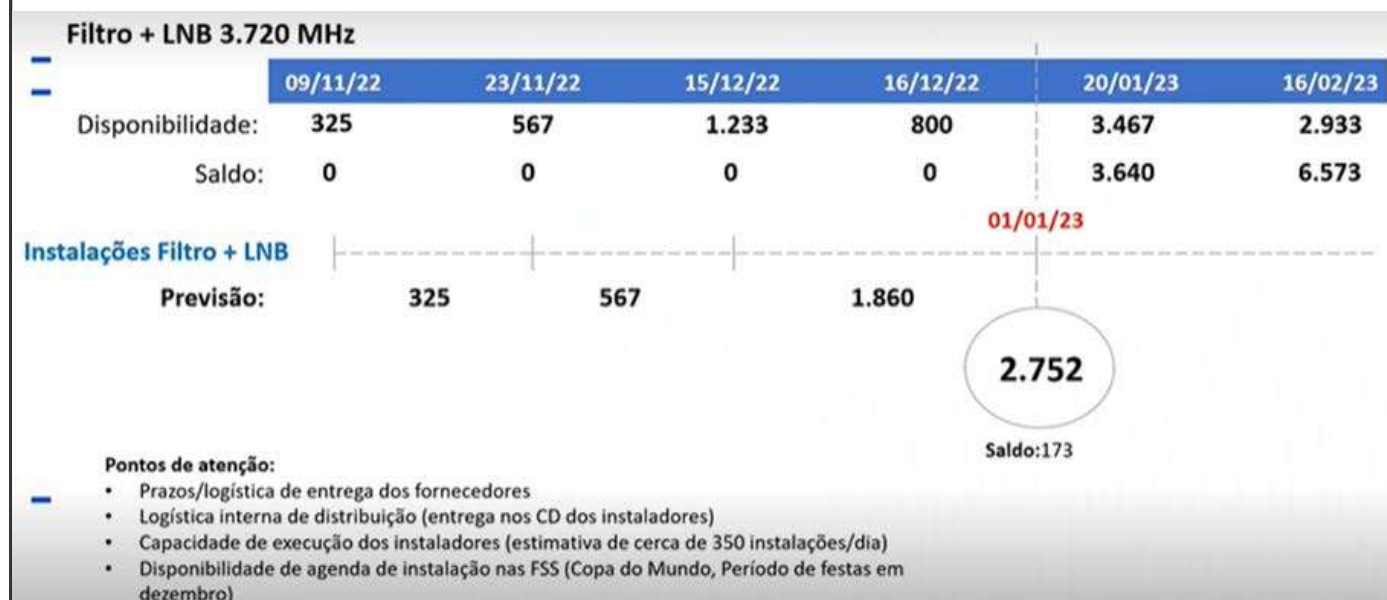 Filtro + LNB 3.720 MHz
09/11/22 23/11/22 15/12/22 16/12/22 20/01/23 16/02/23
Disponibilidade: 325 567 1.233 800 3.467 2.933
Saldo: 0 0 0 0 3.640 6.573
01/01/23
Instalações Filtro + LNB
Previsão: 325 567 1.860
2.752
Saldo:173
Pontos de atenção:
• Prazos/logística de entrega dos fornecedores
• Logística interna de distribuição (entrega nos CD dos instaladores)
• Capacidade de execução dos instaladores (estimativa de cerca de 350 instalações/dia)
• Disponibilidade de agenda de instalação nas FSS (Copa do Mundo, Período de festas em
dezembro)